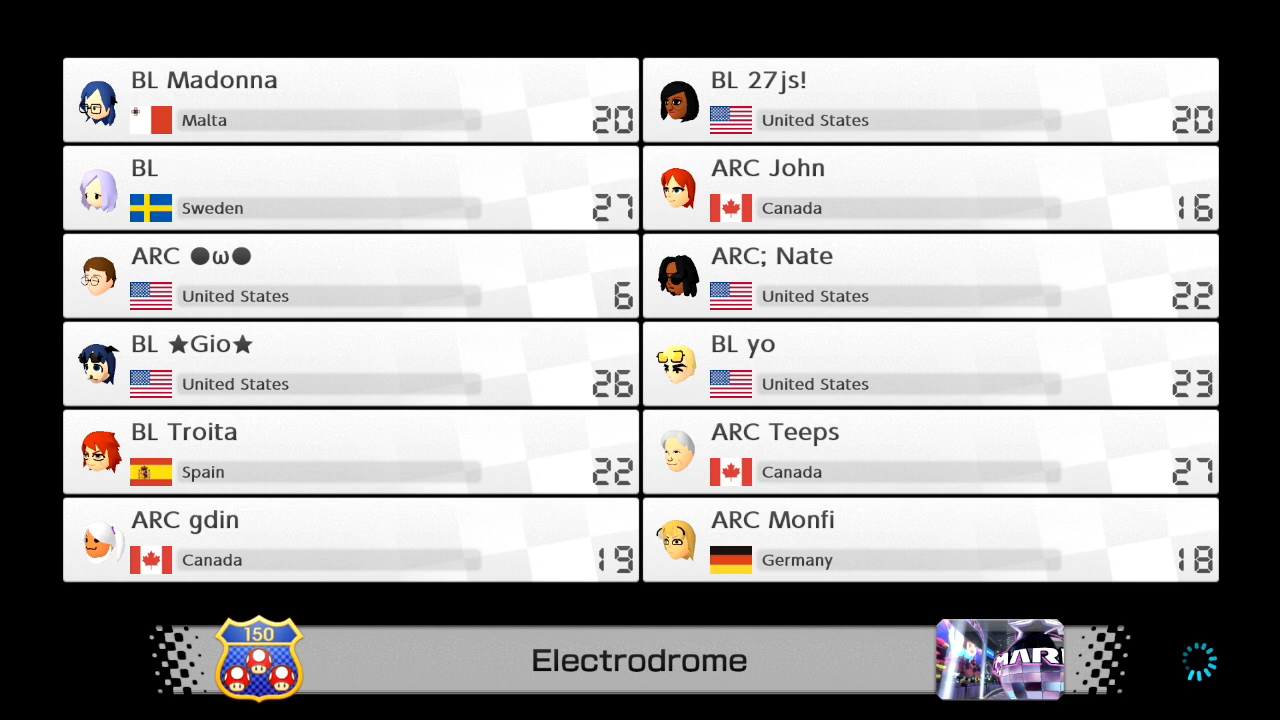 BL Madonna
Malta
20
BL 27js!
United States
20
BL
Sweden
27
ARC John
Canada
16
ARC ●ω●
United States
6
ARC; Nate
United States
22
BL ★Gio★
United States
26
BL yo
United States
23
BL Troita
Spain
22
ARC Teeps
Canada
27
ARC gdin
Canada
19
ARC Monfi
Germany
18
150
Electrodrome
MARI